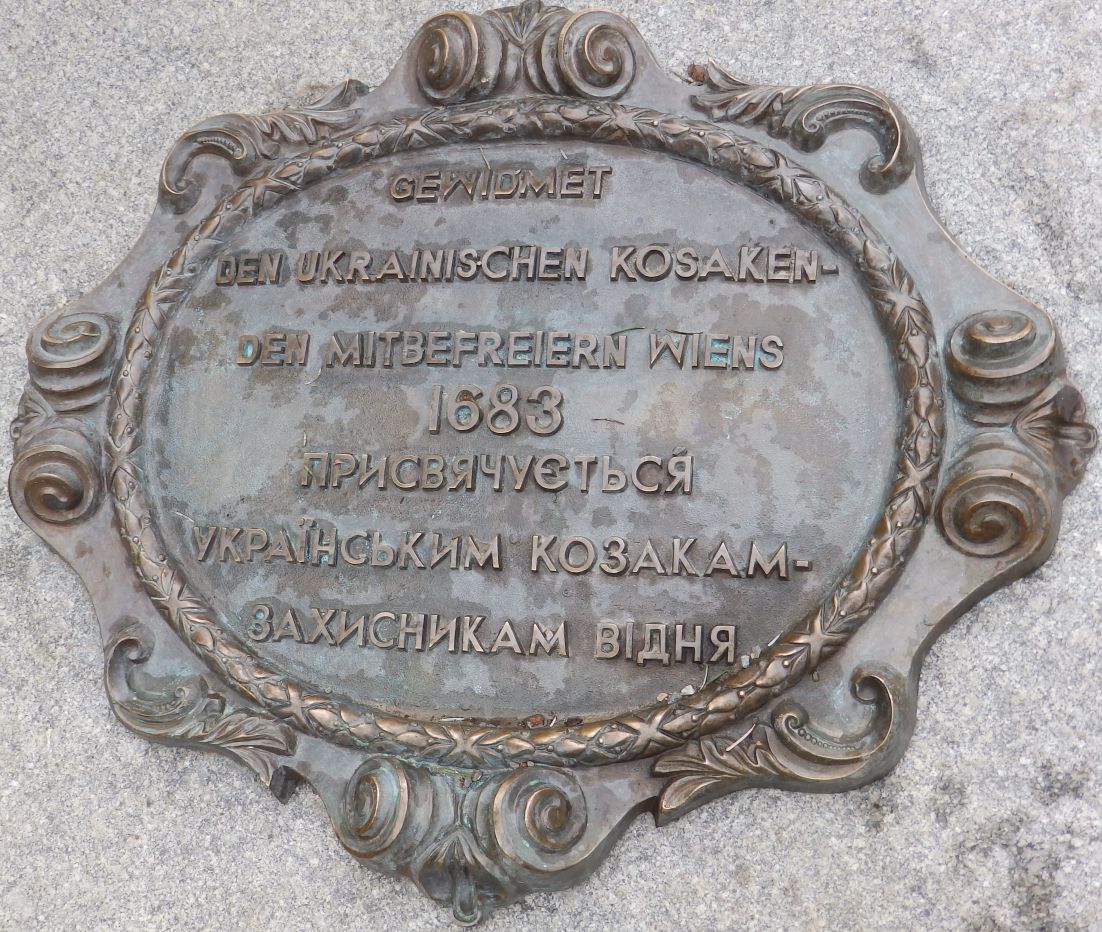 GEWIDMET
DEN UKRAINISCHEN KOSAKEN-
DEN MITBEFREIERN WIENS
1683
ПРИСВЯЧУЄТЬСЯ
УКРАЇНСЬКИМ КОЗАКАМ-
ЗАХИСНИКАМ ВІДНЯ